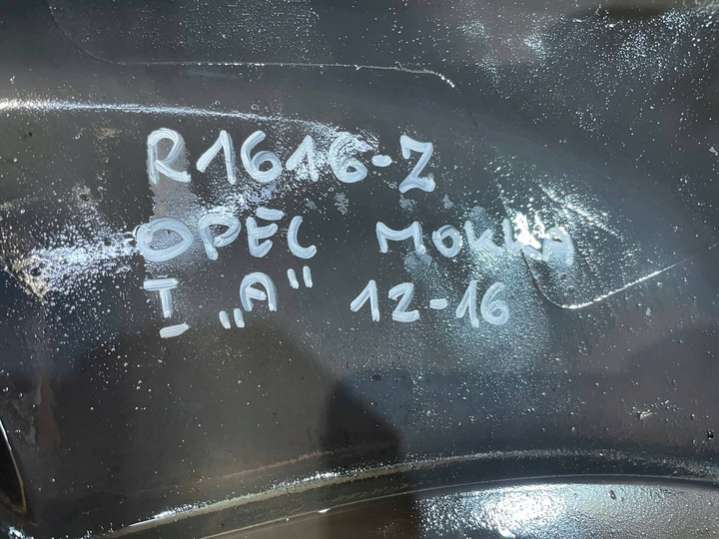 R1616-Z
OPEL MOKKA
I „A" 12-16